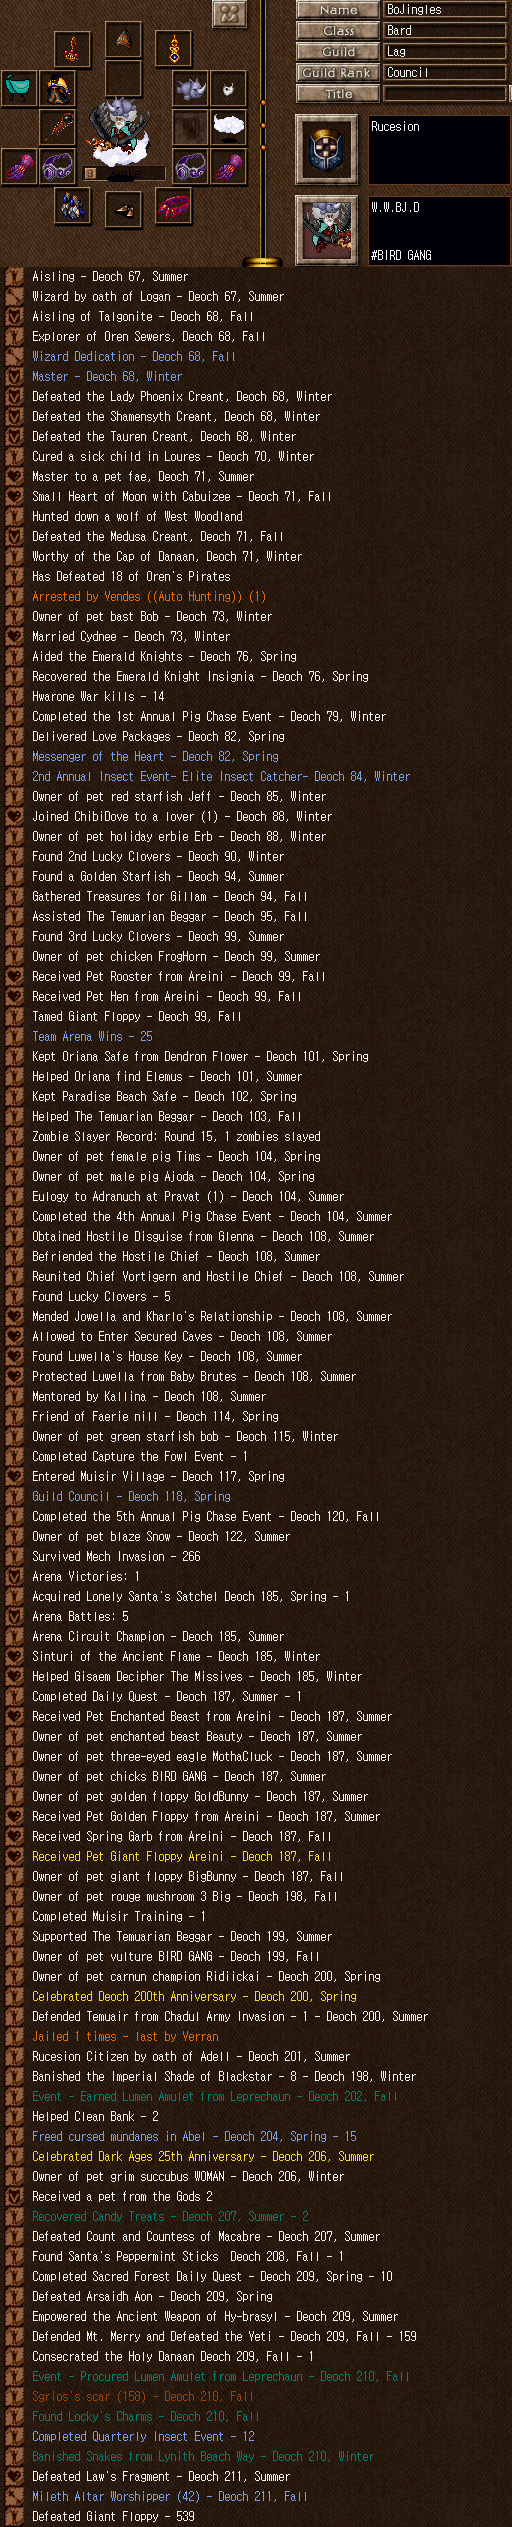 Name BoJingles
Class Bard
Guild Lag
Guild Rank Council
Title
Rucesion
Awake
W.W.BJ.D
#BIRD GANG
Aisling - Deoch 67, Summer
Wizard by oath of Logan - Deoch 67, Summer
Aisling of Talgonite - Deoch 68, Fall
Explorer of Oren Sewers, Deoch 68, Fall
Wizard Dedication - Deoch 68, Fall
Master - Deoch 68, Winter
Defeated the Lady Phoenix Creant, Deoch 68, Winter
Defeated the Shamensyth Creant, Deoch 68, Winter
Defeated the Tauren Creant, Deoch 68, Winter
Cured a sick child in Loures - Deoch 70, Winter
Master to a pet fae, Deoch 71, Summer
Small Heart of Moon with Cabuizee - Deoch 71, Fall
Hunted down a wolf of West Woodland
Defeated the Medusa Creant, Deoch 71, Fall
Worthy of the Cap of Danaan, Deoch 71, Winter
Has Defeated 18 of Oren's Pirates
Arrested by Vendes ((Auto Hunting)) (1)
Owner of pet bast Bob - Deoch 73, Winter
Married Cydnee - Deoch 73, Winter
Aided the Emerald Knights - Deoch 76, Spring
Recovered the Emerald Knight Insignia - Deoch 76, Spring
Hwarone War kills - 14
Completed the 1st Annual Pig Chase Event - Deoch 79, Winter
Delivered Love Packages - Deoch 82, Spring
Messenger of the Heart - Deoch 82, Spring
2nd Annual Insect Event- Elite Insect Catcher- Deoch 84, Winter
Owner of pet red starfish Jeff - Deoch 85, Winter
Joined ChibiDove to a lover (1) - Deoch 88, Winter
Owner of pet holiday erbie Erb - Deoch 88, Winter
Found 2nd Lucky Clovers - Deoch 90, Winter
Found a Golden Starfish - Deoch 94, Summer
Gathered Treasures for Gillam - Deoch 94, Fall
Assisted The Temuarian Beggar - Deoch 95, Fall
Found 3rd Lucky Clovers - Deoch 99, Summer
Owner of pet chicken FrogHorn - Deoch 99, Summer
Received Pet Rooster from Areini - Deoch 99, Fall
Received Pet Hen from Areini - Deoch 99, Fall
Tamed Giant Floppy - Deoch 99, Fall
Team Arena Wins - 25
Kept Oriana Safe from Dendron Flower - Deoch 101, Spring
Helped Oriana find Elemus - Deoch 101, Summer
Kept Paradise Beach Safe - Deoch 102, Spring
Helped The Temuarian Beggar - Deoch 103, Fall
Zombie Slayer Record: Round 15, 1 zombies slayed
Owner of pet female pig Tims - Deoch 104, Spring
Owner of pet male pig Ajoda - Deoch 104, Spring
Eulogy to Adranuch at Pravat (1) - Deoch 104, Summer
Completed the 4th Annual Pig Chase Event - Deoch 104, Summer
Obtained Hostile Disguise from Glenna - Deoch 108, Summer
Befriended the Hostile Chief - Deoch 108, Summer
Reunited Chief Vortigern and Hostile Chief - Deoch 108, Summer
Found Lucky Clovers - 5
Mended Jowella and Kharlo's Relationship - Deoch 108, Summer
Allowed to Enter Secured Caves - Deoch 108, Summer
Found Luwella's House Key - Deoch 108, Summer
Protected Luwella from Baby Brutes - Deoch 108, Summer
Mentored by Kallina - Deoch 108, Summer
Friend of Faerie nill - Deoch 114, Spring
Owner of pet green starfish bob - Deoch 115, Winter
Completed Capture the Fowl Event - 1
Entered Muisir Village - Deoch 117, Spring
Guild Council - Deoch 118, Spring
Completed the 5th Annual Pig Chase Event - Deoch 120, Fall
Owner of pet blaze Snow - Deoch 122, Summer
Survived Mech Invasion - 266
Arena Victories: 1
Acquired Lonely Santa's Satchel Deoch 185, Spring - 1
Arena Battles: 5
Arena Circuit Champion - Deoch 185, Summer
Sinturi of the Ancient Flame - Deoch 185, Winter
Helped Gisaem Decipher The Missives - Deoch 185, Winter
Completed Daily Quest - Deoch 187, Summer - 1
Received Pet Enchanted Beast from Areini - Deoch 187, Summer
Owner of pet enchanted beast Beauty - Deoch 187, Summer
Owner of pet three-eyed eagle MothaCluck - Deoch 187, Summer
Owner of pet chicks BIRD GANG - Deoch 187, Summer
Owner of pet golden floppy GoldBunny - Deoch 187, Summer
Received Pet Golden Floppy from Areini - Deoch 187, Summer
Received Spring Garb from Areini - Deoch 187, Fall
Received Pet Giant Floppy Areini - Deoch 187, Fall
Owner of pet giant floppy BigBunny - Deoch 187, Fall
Owner of pet rouge mushroom 3 Big - Deoch 198, Fall
Completed Muisir Training - 1
Supported The Temuarian Beggar - Deoch 199, Summer
Owner of pet vulture BIRD GANG - Deoch 199, Fall
Owner of pet carnun champion Ridiickai - Deoch 200, Spring
Celebrated Deoch 200th Anniversary - Deoch 200, Spring
Defended Temuair from Chadul Army Invasion - 1 - Deoch 200, Summer
Jailed 1 times - last by Verran
Rucesion Citizen by oath of Adell - Deoch 201, Summer
Banished the Imperial Shade of Blackstar - 8 - Deoch 198, Winter
Event - Earned Lumen Amulet from Leprechaun - Deoch 202, Fall
Helped Clean Bank - 2
Freed cursed mundanes in Abel - Deoch 204, Spring - 15
Celebrated Dark Ages 25th Anniversary - Deoch 206, Summer
Owner of pet grim succubus WOMAN - Deoch 206, Winter
Received a pet from the Gods 2
Recovered Candy Treats - Deoch 207, Summer - 2
Defeated Count and Countess of Macabre - Deoch 207, Summer
Found Santa's Peppermint Sticks  Deoch 208, Fall - 1
Completed Sacred Forest Daily Quest - Deoch 209, Spring - 10
Defeated Arsaidh Aon - Deoch 209, Spring
Empowered the Ancient Weapon of Hy-brasyl - Deoch 209, Summer
Defended Mt. Merry and Defeated the Yeti - Deoch 209, Fall - 159
Consecrated the Holy Danaan Deoch 209, Fall - 1
Event - Procured Lumen Amulet from Leprechaun - Deoch 210, Fall
Sgrios's scar (158) - Deoch 210, Fall
Found Locky's Charms - Deoch 210, Fall
Completed Quarterly Insect Event - 12
Banished Snakes from Lynith Beach Way - Deoch 210, Winter
Defeated Law's Fragment - Deoch 211, Summer
Mileth Altar Worshipper (42) - Deoch 211, Fall
Defeated Giant Floppy - 539